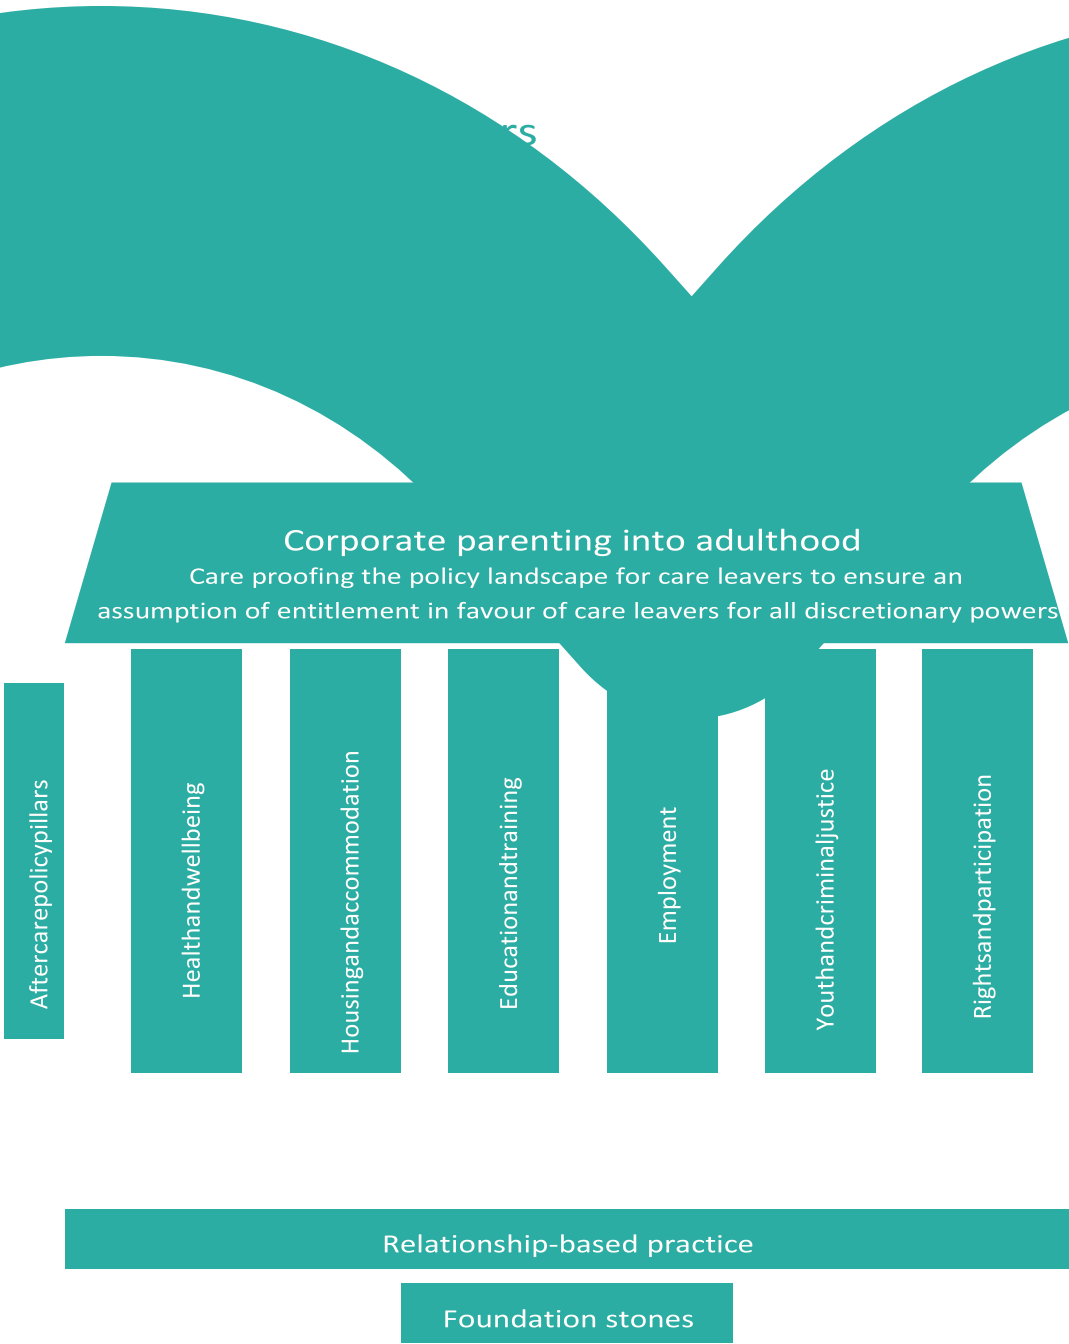 rs
Corporate parenting into adulthood
Care proofing the policy landscape for care leavers to ensure an
assumption of entitlement in favour of care leavers for all discretionary powers
Aftercarepolicypillars
Healthandwellbeing
Housingandaccommodation
Educationandtraining
Employment
Youthandcriminaljustice
Rightsandparticipation
Relationship-based practice
Foundation stones